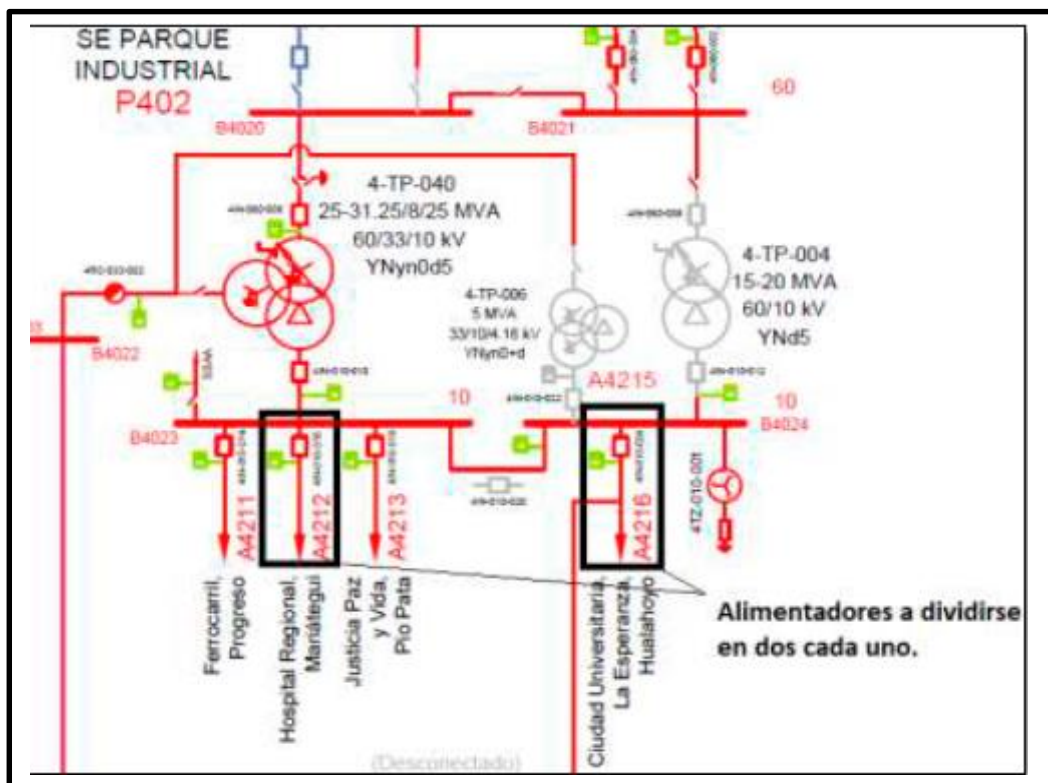 SE PARQUE
INDUSTRIAL
P402
60
B4020
B4021
4-TP-040
25-31.25/8/25 MVA
60/33/10 kV
YNyn0d5
4-TP-004
15-20 MVA
60/10 kV
YNd5
4-TP-006
5 MVA
33/10/4.16 kV
YNyn0+d
B4022
A4215
10
10
B4023
B4024
A4211
A4212
A4213
A4216
4TZ-010-001
Ferrocarril,
Progreso
Hospital Regional,
Mariátegui
Justicia Paz
y Vida,
Pio Pata
Ciudad Universitaria,
La Esperanza,
Hualahoyo
Alimentadores a dividirse
en dos cada uno.
(Desconectado)